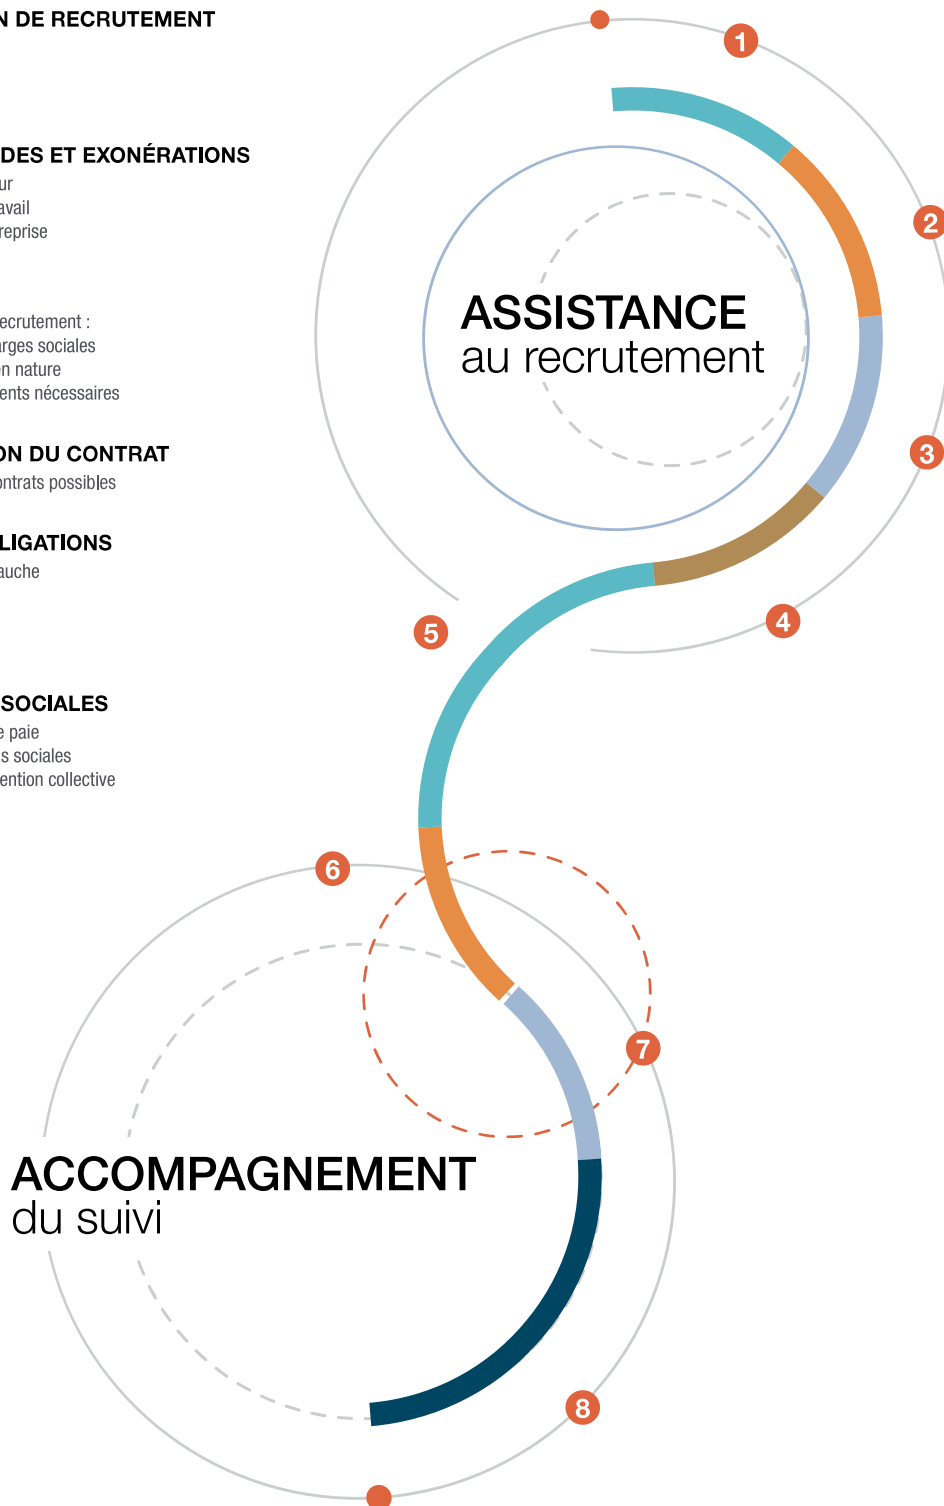 N DE RECRUTEMENT
DES ET EXONÉRATIONS
ur
avail
reprise
ecrutement :
arges sociales
en nature
ents nécessaires
ON DU CONTRAT
ontrats possibles
LIGATIONS
auche
SOCIALES
e paie
s sociales
ention collective
1
2
ASSISTANCE
au recrutement
3
4
5
6
7
ACCOMPAGNEMENT
du suivi
8